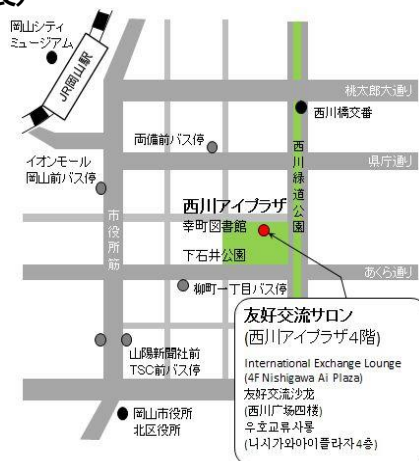 岡山シティ
ミュージアム
JR岡山駅
桃太郎大通り
西川橋交番
両備前バス停
県庁通り
イオンモール
岡山前バス停
西川緑道公園
市役所筋
西川アイプラザ
幸町図書館
下石井公園
あくら通り
柳町一丁目バス停
山陽新聞社前
TSC前バス停
岡山市役所
北区役所
友好交流サロン
(西川アイプラザ4階)
International Exchange Lounge
(4F Nishigawa Ai Plaza)
友好交流沙龙
(西川广场四楼)
우호교류사롱
(니시가와아이플라자4층)